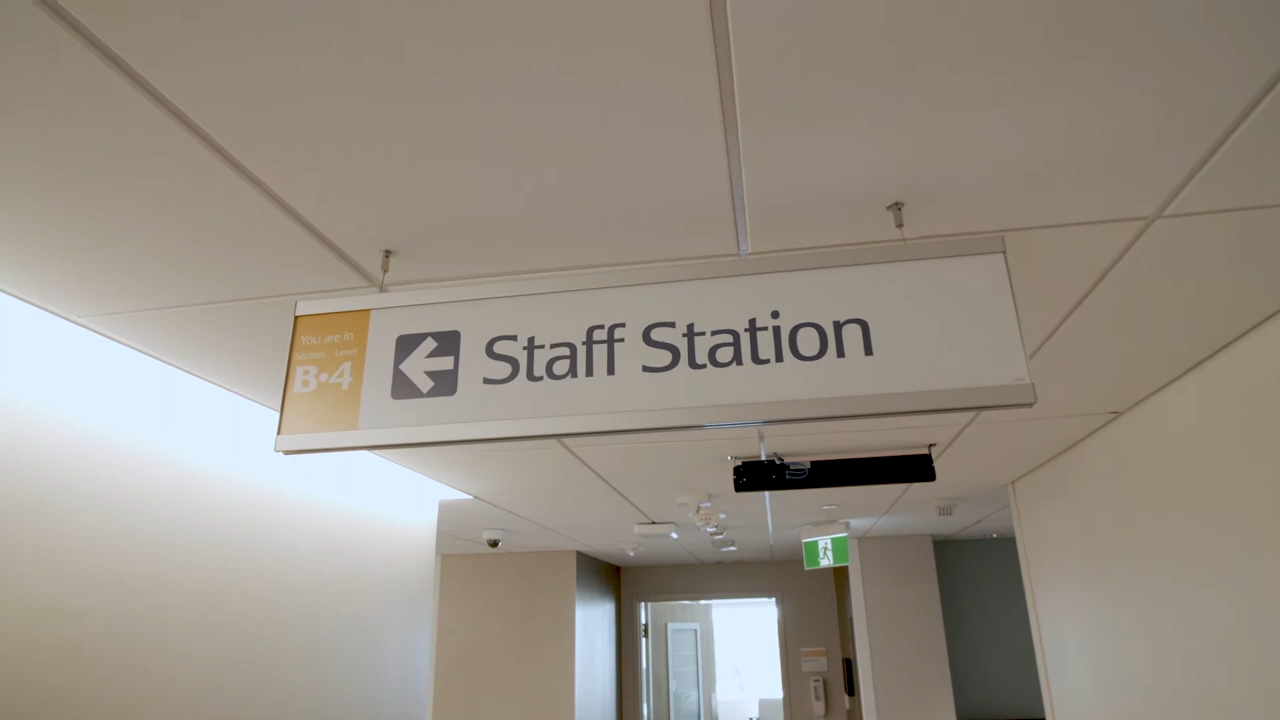 You are in
Section Level
B•4
Staff Station